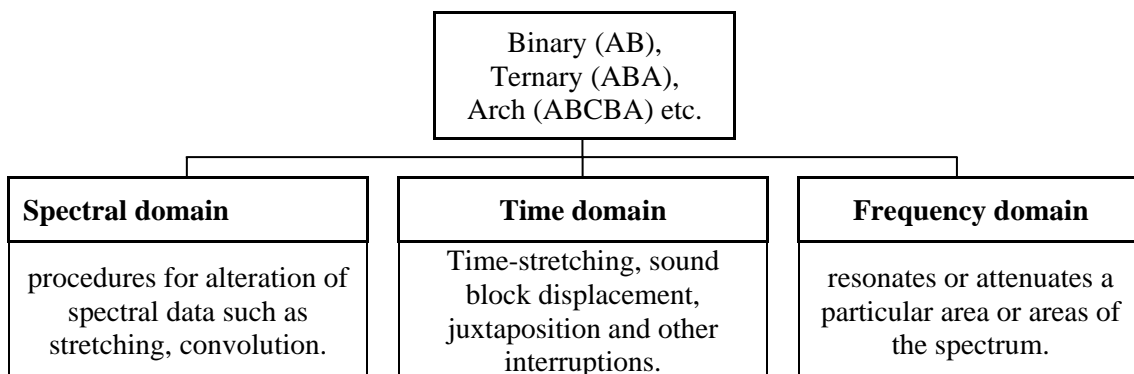 Binary (AB),
Ternary (ABA),
Arch (ABCBA) etc.
Spectral domain
procedures for alteration of
spectral data such as
stretching, convolution.
Time domain
Time-stretching, sound
block displacement,
juxtaposition and other
interruptions.
Frequency domain
resonates or attenuates a
particular area or areas of
the spectrum.